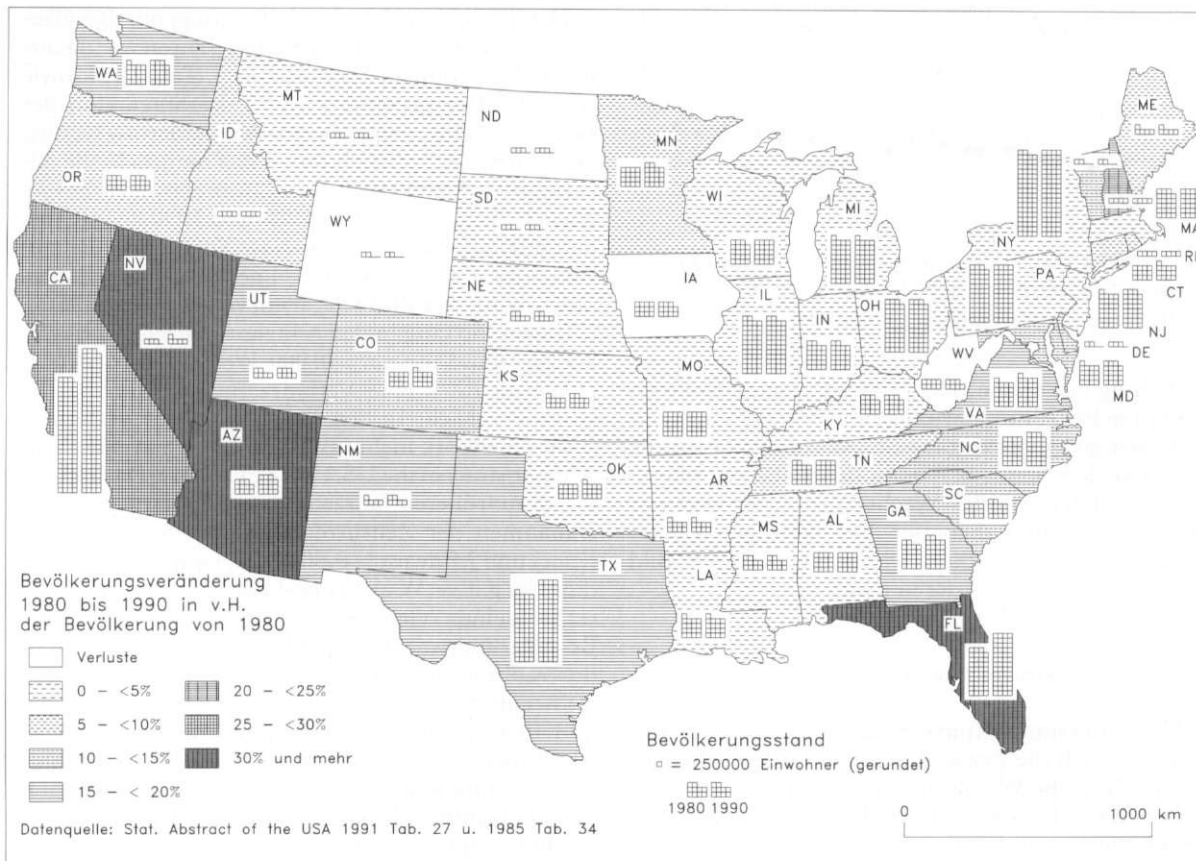 WA
MT
ND
MN
ME
ID
OR
SD
WI
MI
NY
MA
WY
NV
CA
UT
NE
IA
IL
IN
OH
PA
RI
CT
NJ
DE
MD
WV
VA
CO
KS
MO
KY
AZ
NM
OK
AR
TN
NC
SC
MS
AL
GA
LA
TX
FL
Bevölkerungsveränderung
1980 bis 1990 in v.H.
der Bevölkerung von 1980
Verluste
0 – <5%
20 – <25%
5 – <10%
25 – <30%
10 – <15%
30% und mehr
15 – < 20%
Bevölkerungsstand
= 250000 Einwohner (gerundet)
1980 1990
0 1000 km
Datenquelle: Stat. Abstract of the USA 1991 Tab. 27 u. 1985 Tab. 34